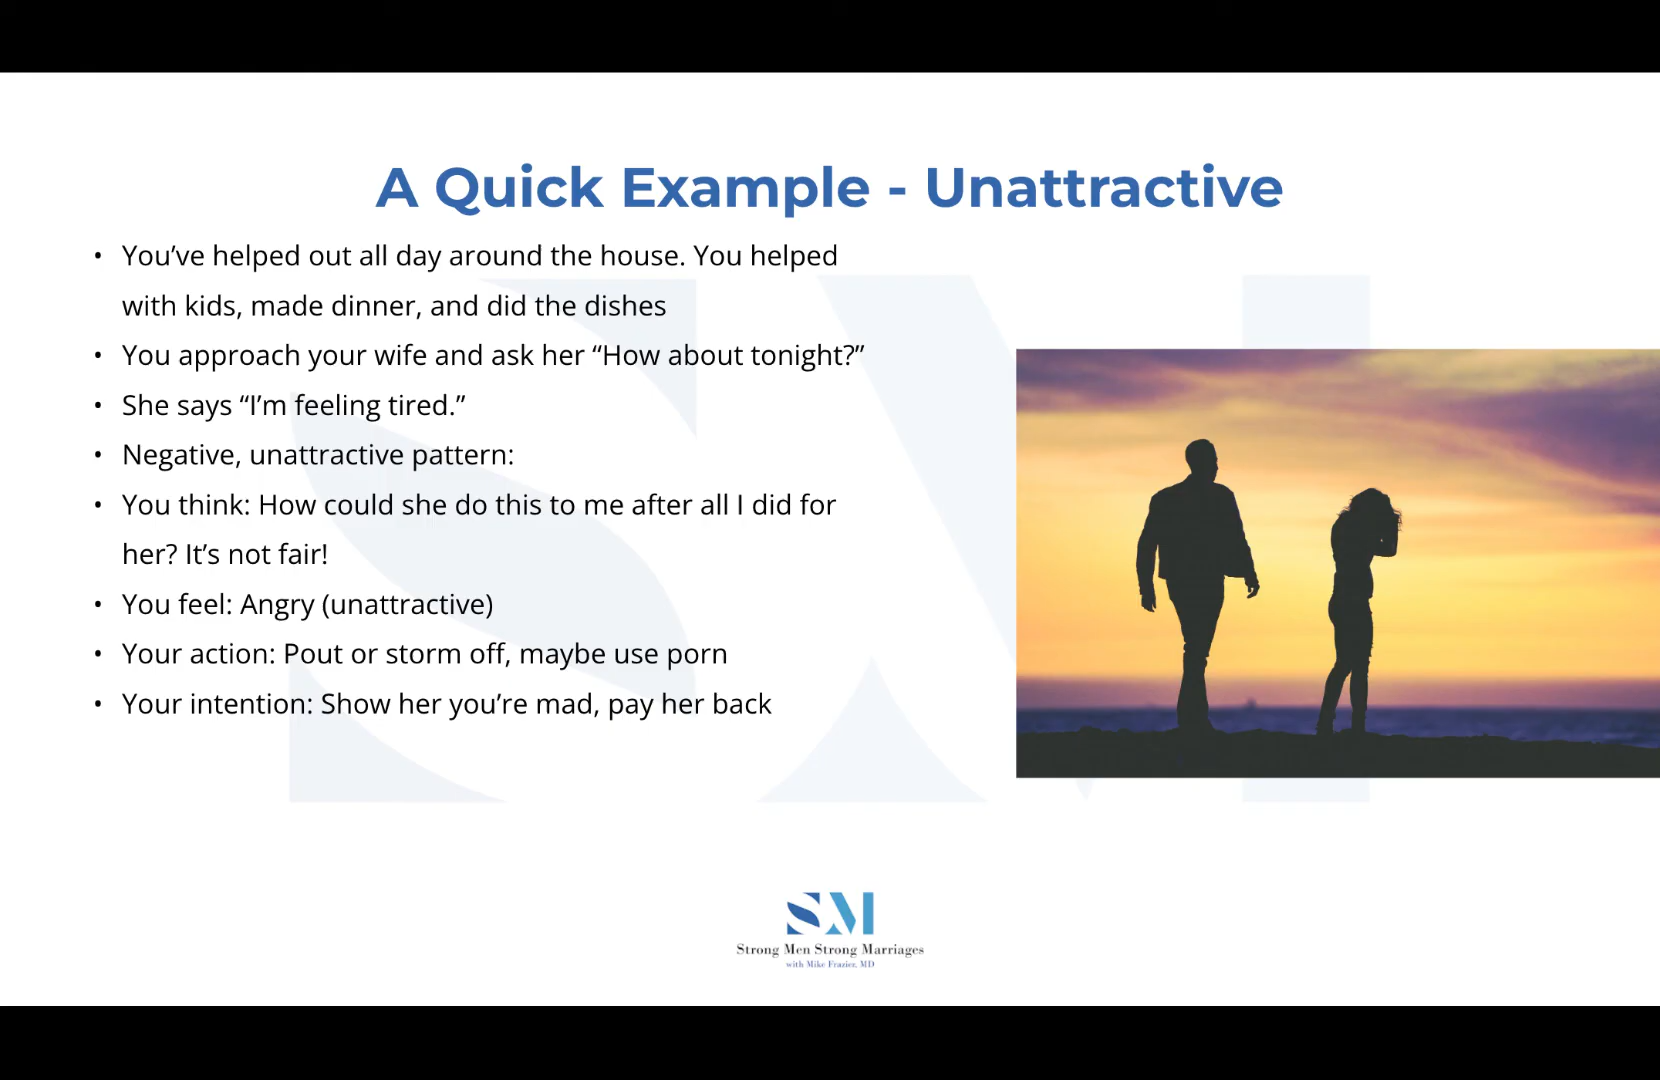 A Quick Example - Unattractive
• You’ve helped out all day around the house. You helped
with kids, made dinner, and did the dishes
• You approach your wife and ask her “How about tonight?”
• She says “I’m feeling tired.”
• Negative, unattractive pattern:
• You think: How could she do this to me after all I did for
her? It’s not fair!
• You feel: Angry (unattractive)
• Your action: Pout or storm off, maybe use porn
• Your intention: Show her you’re mad, pay her back
SM
Strong Men Strong Marriages
with Mike Frazier, MD